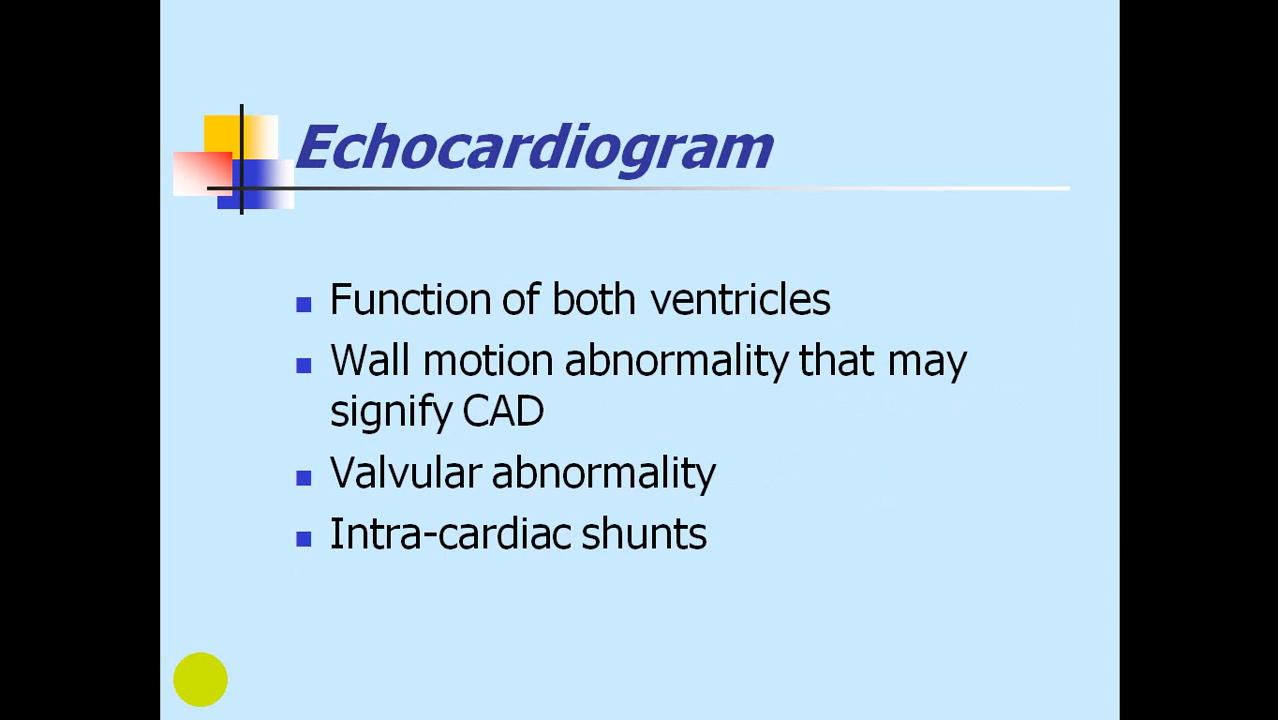 Echocardiogram
Function of both ventricles
Wall motion abnormality that may
signify CAD
Valvular abnormality
Intra-cardiac shunts